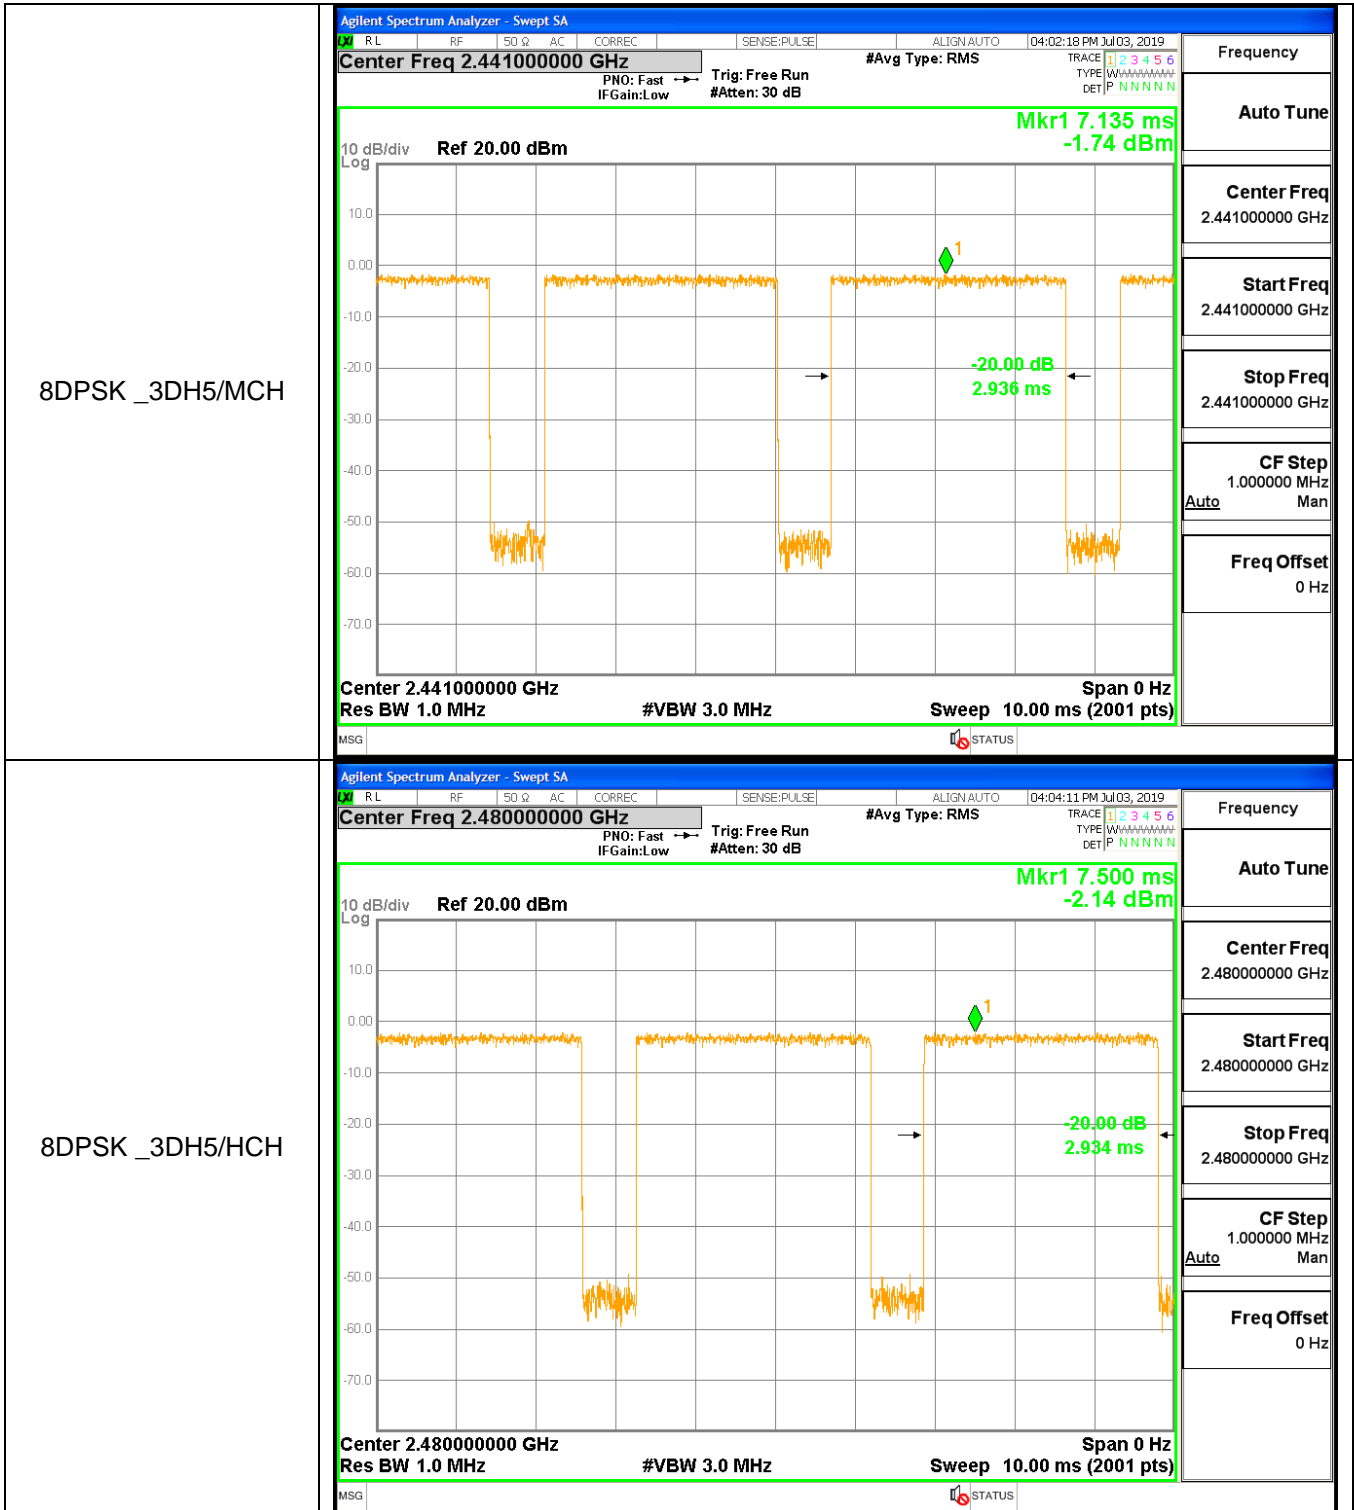 8DPSK _3DH5/MCH
Agilent Spectrum Analyzer - Swept SA
LXI RL RF 50 Ω AC CORREC SENSE:PULSE ALIGN AUTO 04:02:18 PM Jul 03, 2019
Center Freq 2.441000000 GHz
#Avg Type: RMS
TRACE 1 2 3 4 5 6
PNO: Fast
Trig: Free Run
TYPE WWWWWW
IFGain:Low
#Atten: 30 dB
DET P N N N N N
Mkr1 7.135 ms
-1.74 dBm
10 dB/div Ref 20.00 dBm
Log
10.0
1
0.00
-10.0
-20.0
-20.00 dB
2.936 ms
-30.0
-40.0
-50.0
-60.0
-70.0
Center 2.441000000 GHz Span 0 Hz
Res BW 1.0 MHz #VBW 3.0 MHz Sweep 10.00 ms (2001 pts)
MSG STATUS
Frequency
Auto Tune
Center Freq
2.441000000 GHz
Start Freq
2.441000000 GHz
Stop Freq
2.441000000 GHz
CF Step
1.000000 MHz
Auto Man
Freq Offset
0 Hz
8DPSK _3DH5/HCH
Agilent Spectrum Analyzer - Swept SA
LXI RL RF 50 Ω AC CORREC SENSE:PULSE ALIGN AUTO 04:04:11 PM Jul 03, 2019
Center Freq 2.480000000 GHz
#Avg Type: RMS
TRACE 1 2 3 4 5 6
PNO: Fast
Trig: Free Run
TYPE WWWWWW
IFGain:Low
#Atten: 30 dB
DET P N N N N N
Mkr1 7.500 ms
-2.14 dBm
10 dB/div Ref 20.00 dBm
Log
10.0
1
0.00
-10.0
-20.0
-20.00 dB
2.934 ms
-30.0
-40.0
-50.0
-60.0
-70.0
Center 2.480000000 GHz Span 0 Hz
Res BW 1.0 MHz #VBW 3.0 MHz Sweep 10.00 ms (2001 pts)
MSG STATUS
Frequency
Auto Tune
Center Freq
2.480000000 GHz
Start Freq
2.480000000 GHz
Stop Freq
2.480000000 GHz
CF Step
1.000000 MHz
Auto Man
Freq Offset
0 Hz